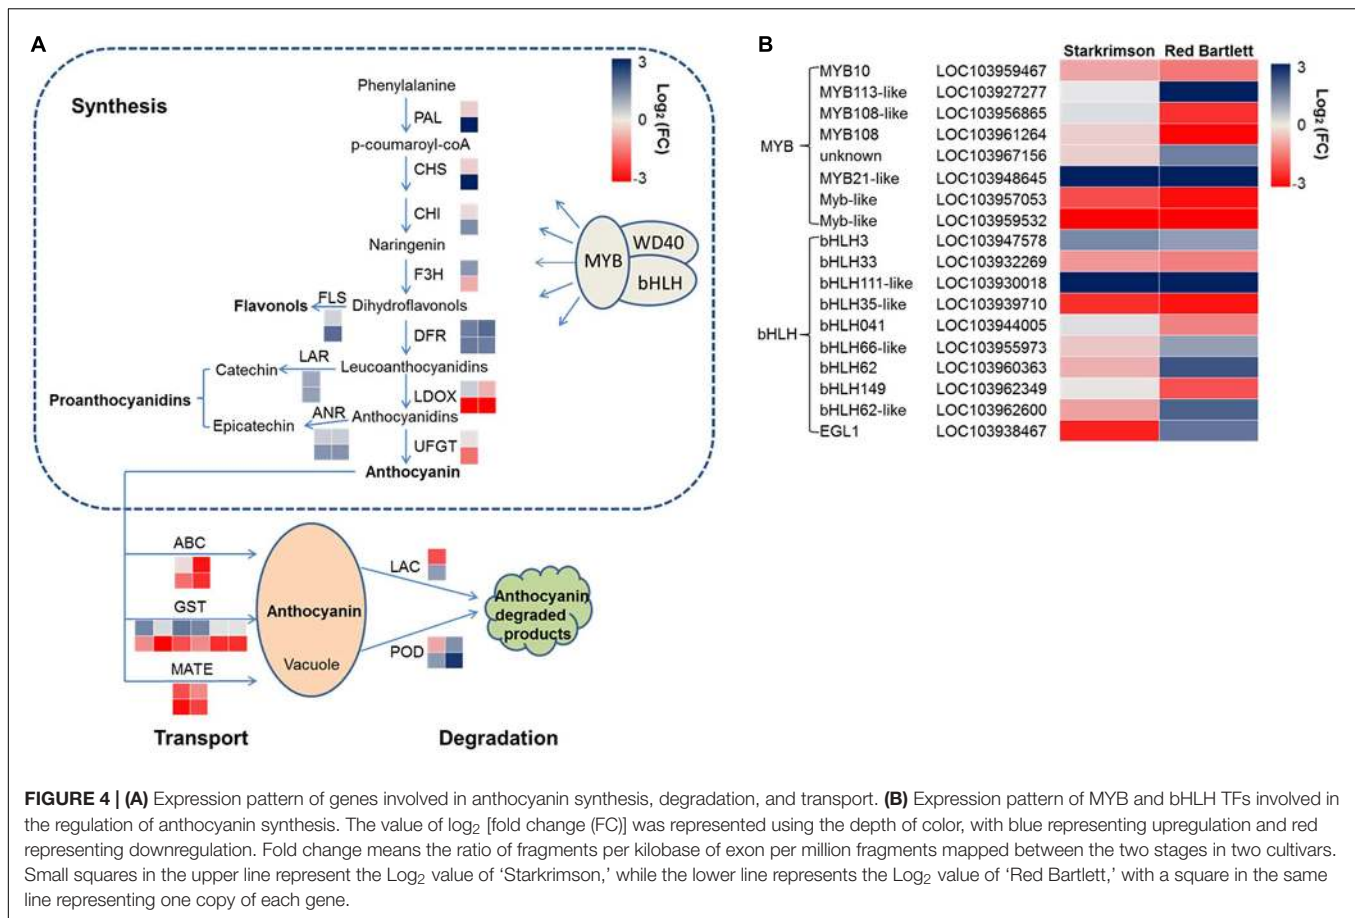 A
Synthesis
Phenylalanine
PAL
p-coumaroyl-coA
CHS
CHI
Naringenin
F3H
Flavonols
FLS
Dihydroflavonols
DFR
LAR
Catechin
Leucoanthocyanidins
LDOX
Proanthocyanidins
ANR
Epicatechin
Anthocyanidins
UFGT
Anthocyanin
3
0
-3
Log2 (FC)
MYB
WD40
bHLH
ABC
GST
MATE
Anthocyanin
Vacuole
LAC
POD
Anthocyanin
degraded
products
Transport
Degradation
B
Starkrimson Red Bartlett
MYB
MYB10 LOC103959467
MYB113-like LOC103927277
MYB108-like LOC103956865
MYB108 LOC103961264
unknown LOC103967156
MYB21-like LOC103948645
Myb-like LOC103957053
Myb-like LOC103959532
bHLH
bHLH3 LOC103947578
bHLH33 LOC103932269
bHLH111-like LOC103930018
bHLH35-like LOC103939710
bHLH041 LOC103944005
bHLH66-like LOC103955973
bHLH62 LOC103960363
bHLH149 LOC103962349
bHLH62-like LOC103962600
EGL1 LOC103938467
3
0
-3
Log2 (FC)
FIGURE 4 | (A) Expression pattern of genes involved in anthocyanin synthesis, degradation, and transport. (B) Expression pattern of MYB and bHLH TFs involved in
the regulation of anthocyanin synthesis. The value of log2 [fold change (FC)] was represented using the depth of color, with blue representing upregulation and red
representing downregulation. Fold change means the ratio of fragments per kilobase of exon per million fragments mapped between the two stages in two cultivars.
Small squares in the upper line represent the Log2 value of ‘Starkrimson,’ while the lower line represents the Log2 value of ‘Red Bartlett,’ with a square in the same
line representing one copy of each gene.